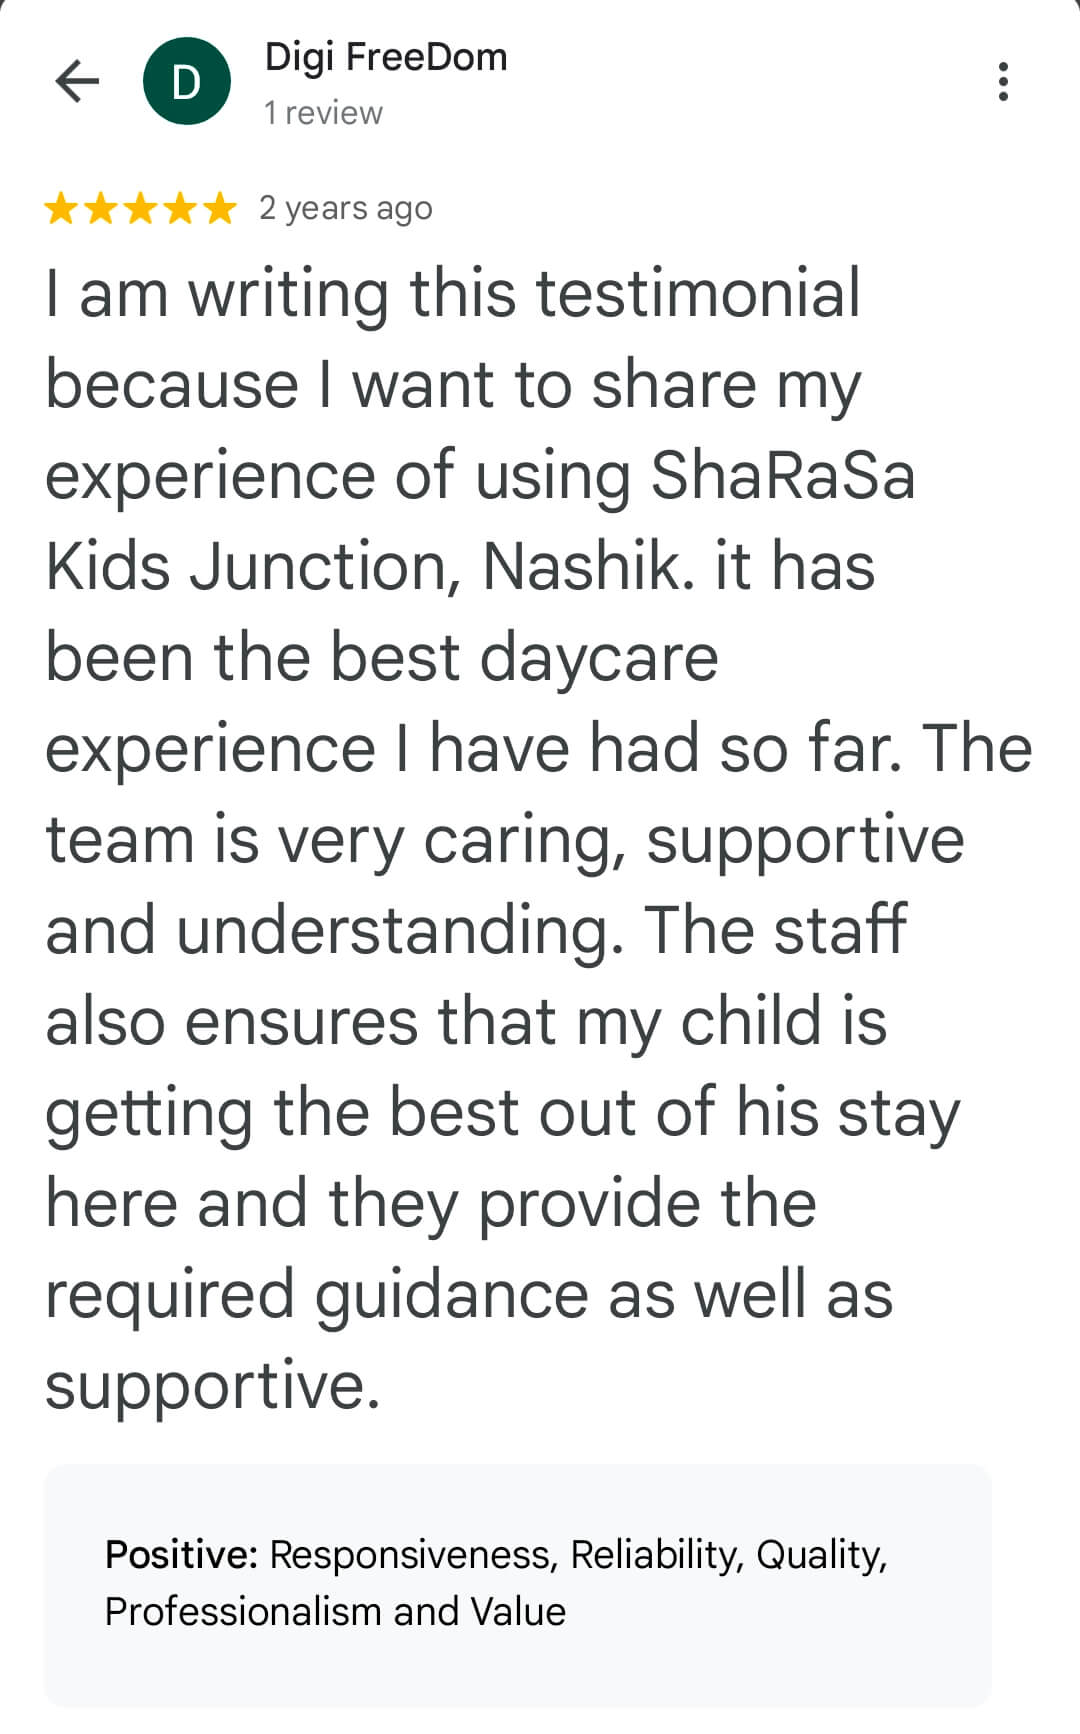 D
Digi FreeDom
1 review
2 years ago
I am writing this testimonial
because I want to share my
experience of using ShaRaSa
Kids Junction, Nashik. it has
been the best daycare
experience I have had so far. The
team is very caring, supportive
and understanding. The staff
also ensures that my child is
getting the best out of his stay
here and they provide the
required guidance as well as
supportive.
Positive: Responsiveness, Reliability, Quality,
Professionalism and Value